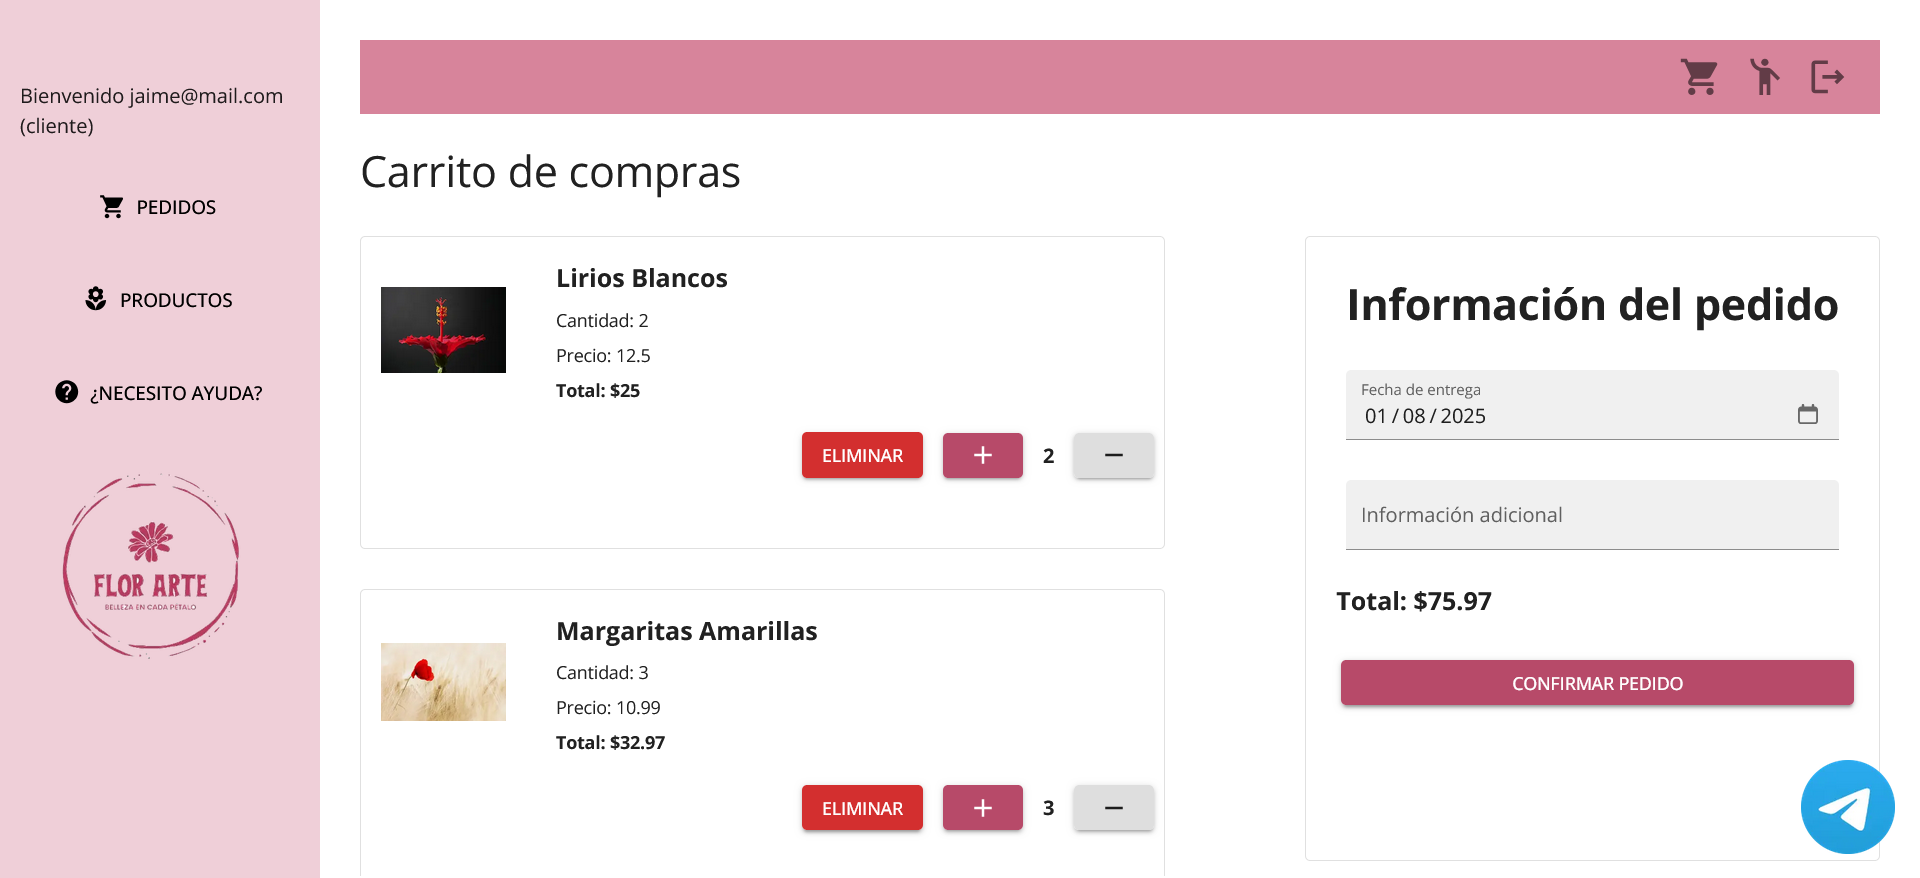 Bienvenido jaime@mail.com
(cliente)
PEDIDOS
PRODUCTOS
¿NECESITO AYUDA?
FLOR ARTE
BELLEZA EN CADA PETALO
Carrito de compras
Lirios Blancos
Cantidad: 2
Precio: 12.5
Total: $25
ELIMINAR + 2 −
Margaritas Amarillas
Cantidad: 3
Precio: 10.99
Total: $32.97
ELIMINAR + 3 −
Información del pedido
Fecha de entrega
01/08/2025
Información adicional
Total: $75.97
CONFIRMAR PEDIDO